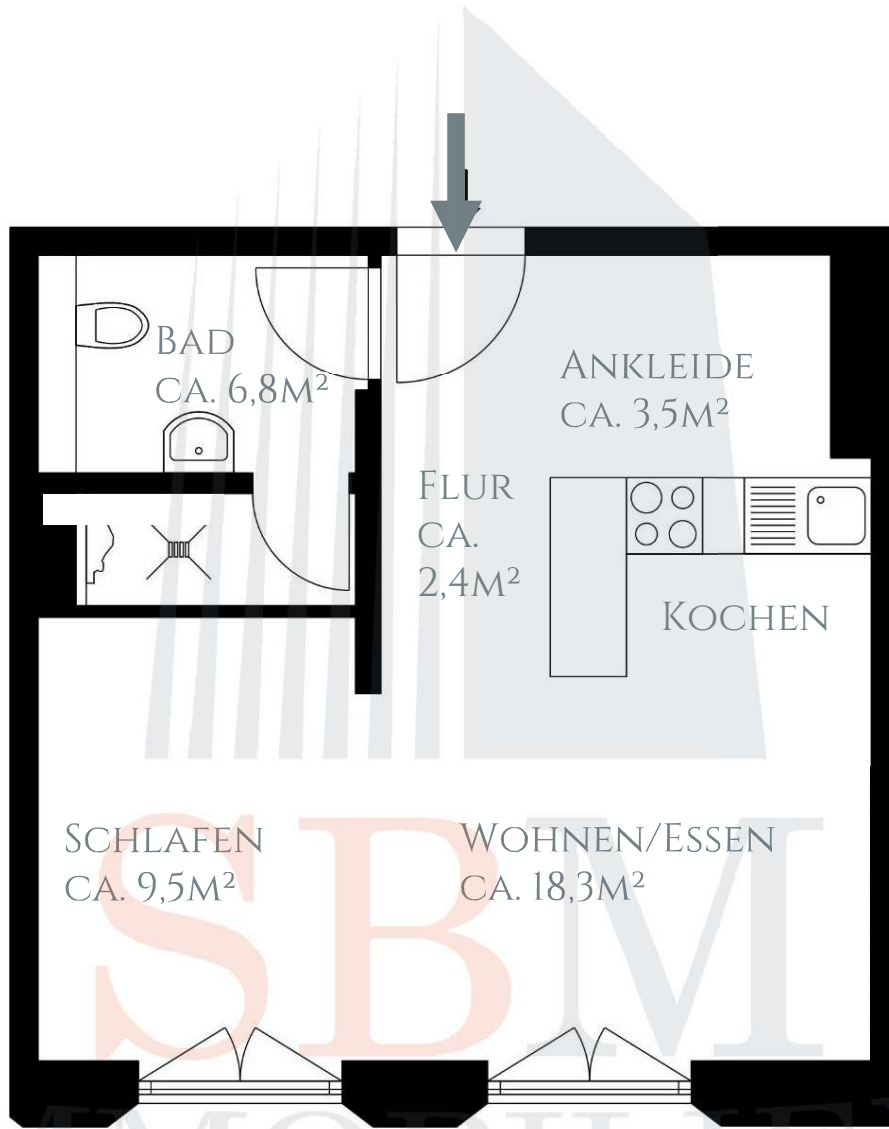 BAD
CA. 6,8M²
ANKLEIDE
CA. 3,5M²
FLUR
CA.
2,4M²
KOCHEN
SCHLAFEN
CA. 9,5M²
WOHNEN/ESSEN
CA. 18,3M²
SBM